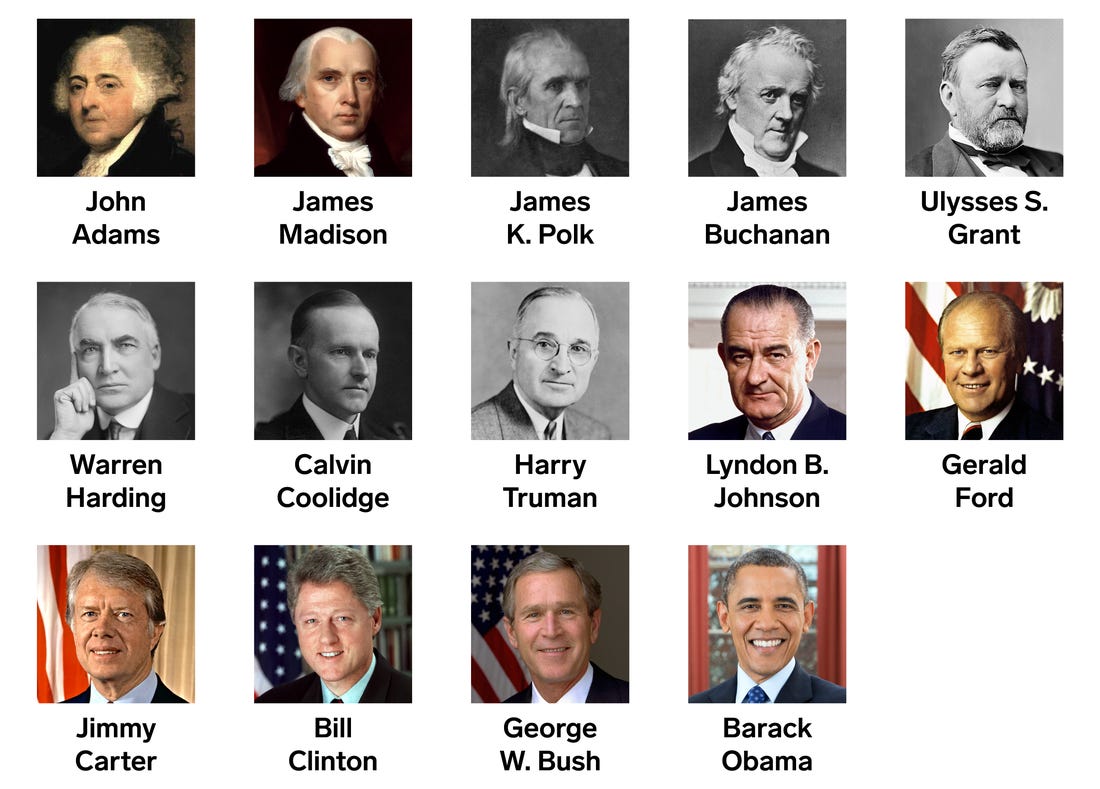 John
Adams
James
Madison
James
K. Polk
James
Buchanan
Ulysses S.
Grant
Warren
Harding
Calvin
Coolidge
Harry
Truman
Lyndon B.
Johnson
Gerald
Ford
Jimmy
Carter
Bill
Clinton
George
W. Bush
Barack
Obama